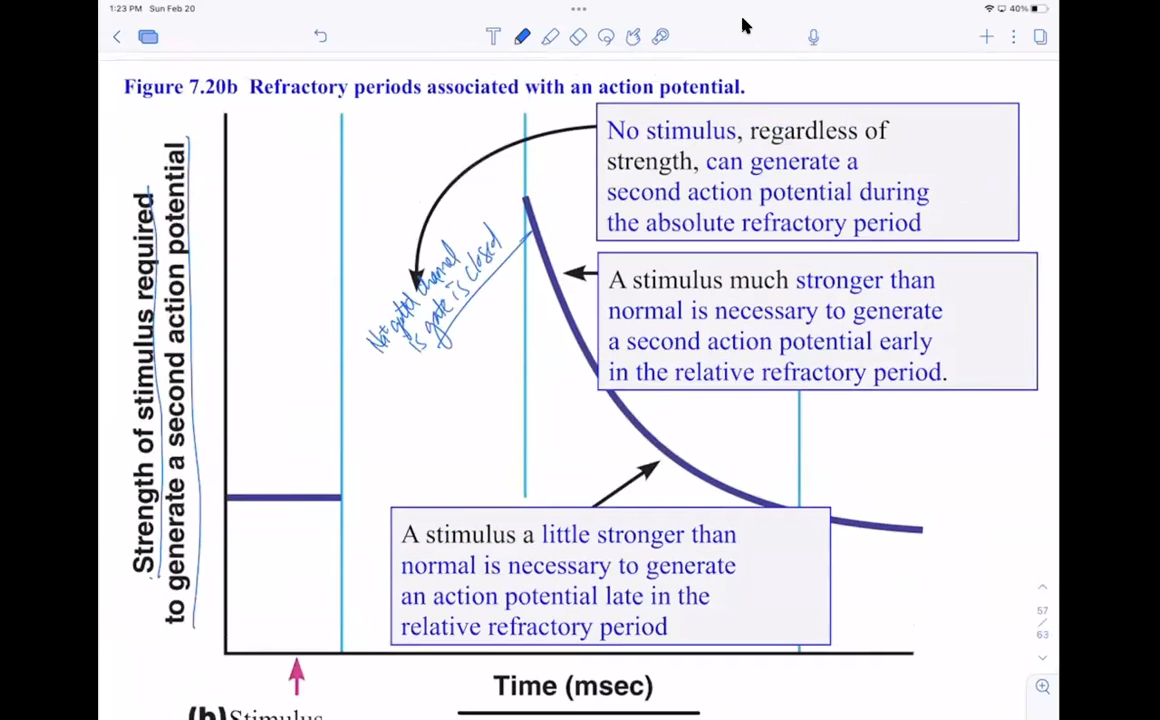 1:23 PM Sun Feb 20
40%
Figure 7.20b Refractory periods associated with an action potential.
Strength of stimulus required
to generate a second action potential
No stimulus, regardless of
strength, can generate a
second action potential during
the absolute refractory period
channel
is gate is closed
A stimulus much stronger than
normal is necessary to generate
a second action potential early
in the relative refractory period.
A stimulus a little stronger than
normal is necessary to generate
an action potential late in the
relative refractory period
57
/
63
Time (msec)
(b) Stimulus